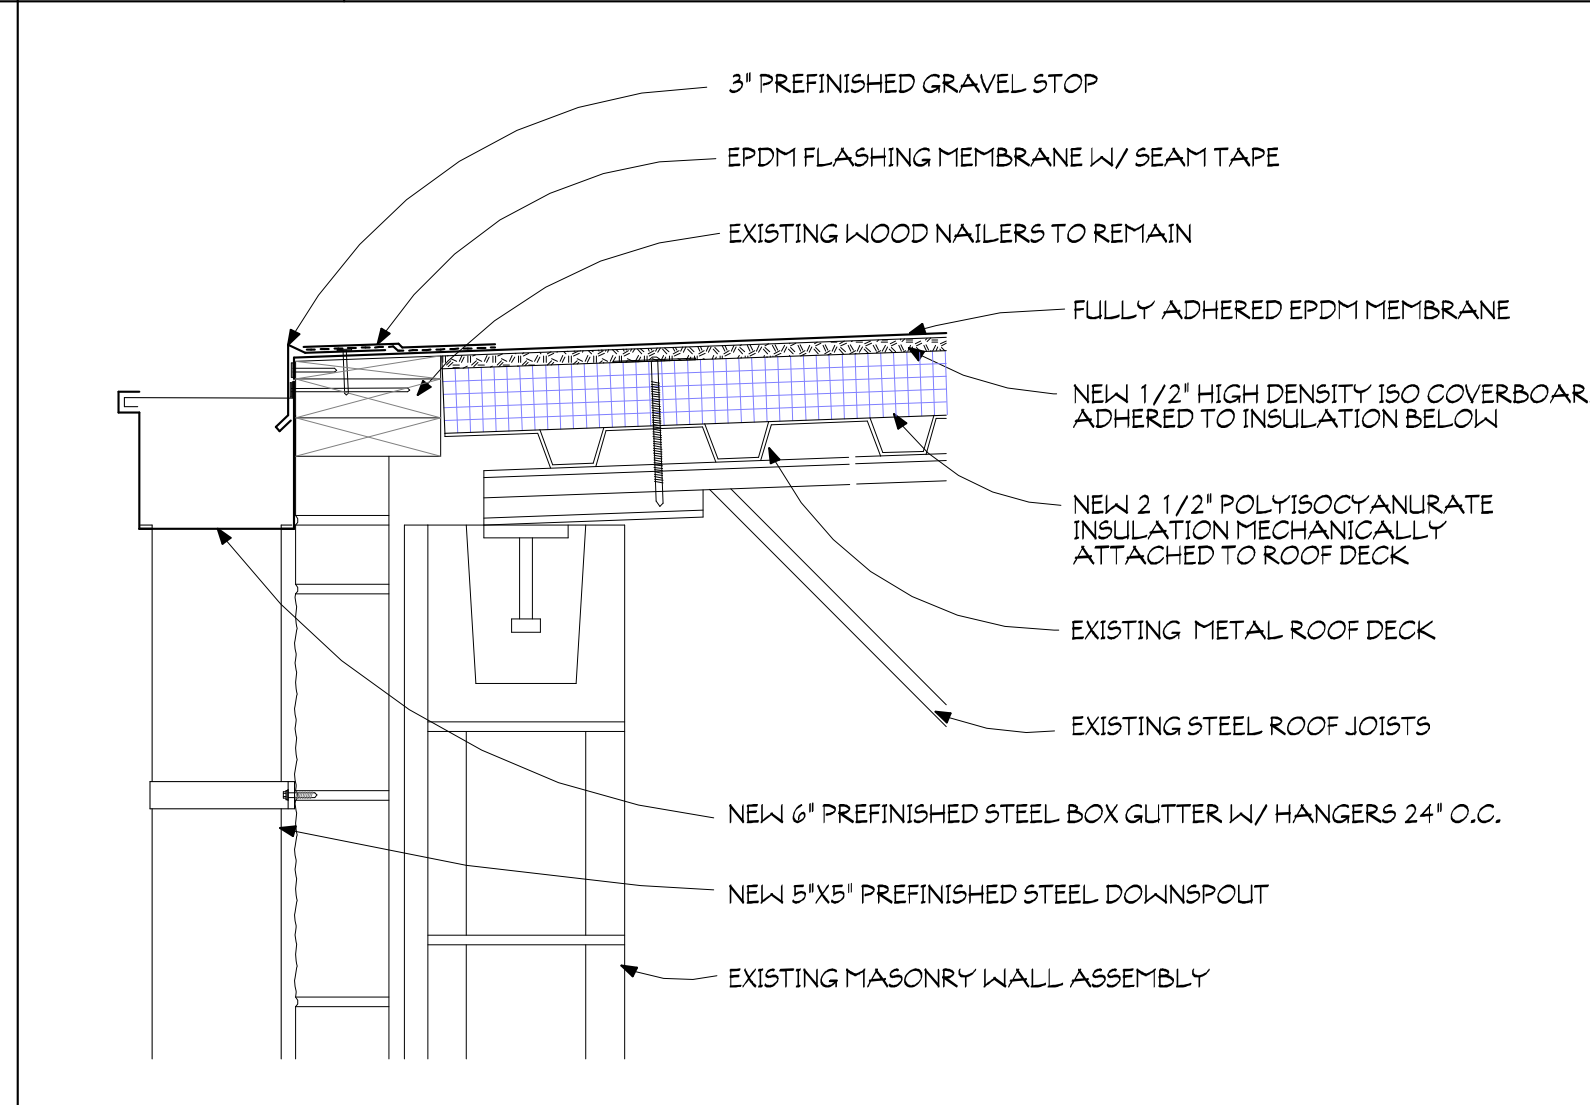 3" PREFINISHED GRAVEL STOP
EPDM FLASHING MEMBRANE W/ SEAM TAPE
EXISTING WOOD NAILERS TO REMAIN
FULLY ADHERED EPDM MEMBRANE
NEW 1/2" HIGH DENSITY ISO COVERBOAR
ADHERED TO INSULATION BELOW
NEW 2 1/2" POLYISOCYANURATE
INSULATION MECHANICALLY
ATTACHED TO ROOF DECK
EXISTING METAL ROOF DECK
EXISTING STEEL ROOF JOISTS
NEW 6" PREFINISHED STEEL BOX GUTTER W/ HANGERS 24" O.C.
NEW 5"X5" PREFINISHED STEEL DOWNSPOUT
EXISTING MASONRY WALL ASSEMBLY